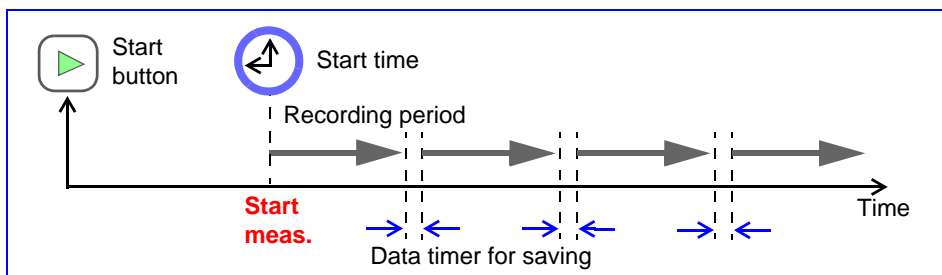 Start
button
Start time
Recording period
Start
meas.
Time
Data timer for saving